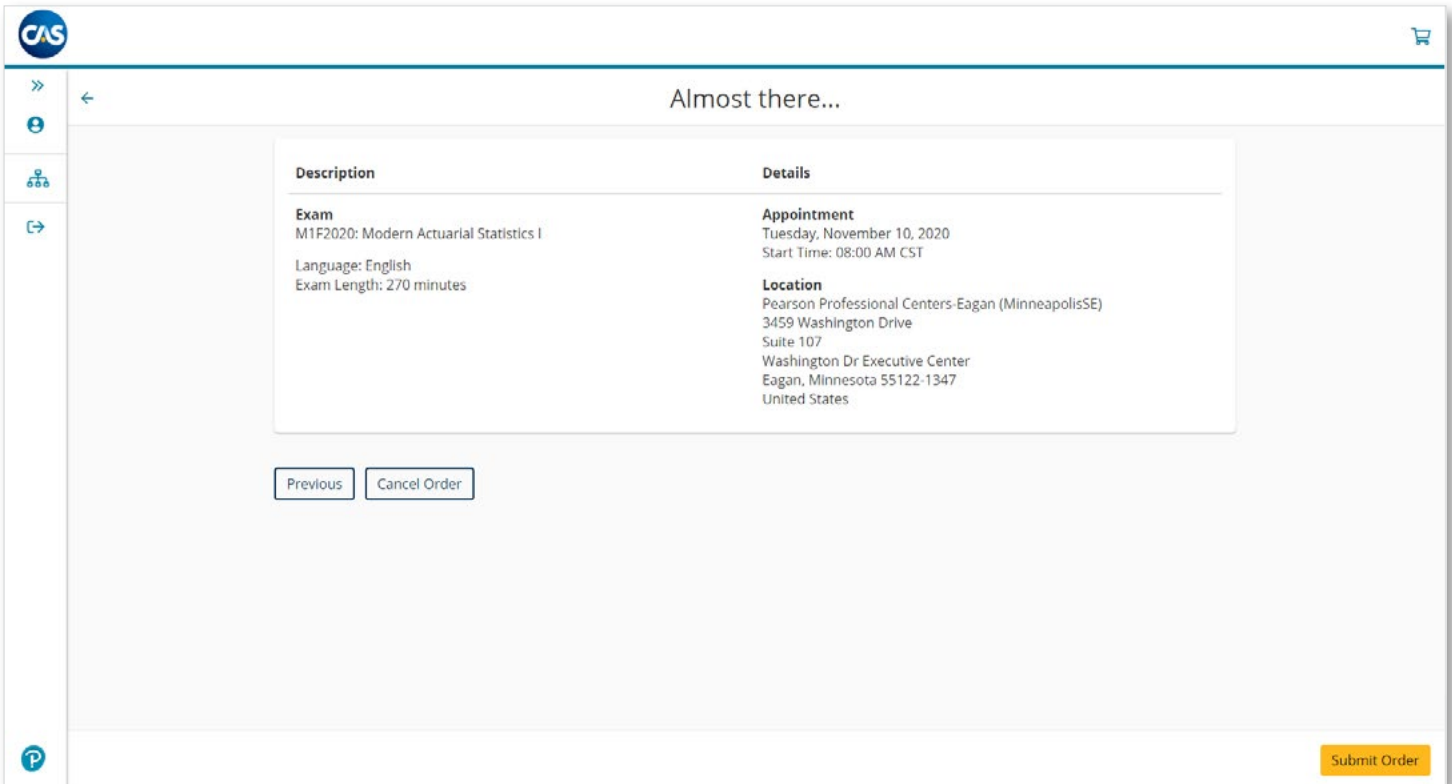 CAS
Almost there...
Description
Details
Exam
M1F2020: Modern Actuarial Statistics I
Language: English
Exam Length: 270 minutes
Appointment
Tuesday, November 10, 2020
Start Time: 08:00 AM CST
Location
Pearson Professional Centers-Eagan (MinneapolisSE)
3459 Washington Drive
Suite 107
Washington Dr Executive Center
Eagan, Minnesota 55122-1347
United States
Previous
Cancel Order
P
Submit Order